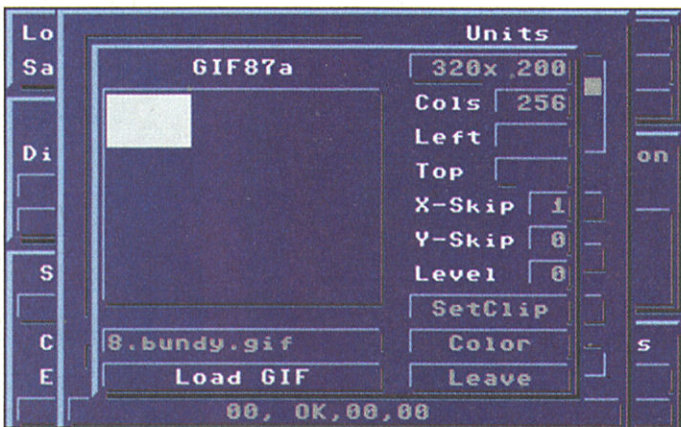 Lo
Sa
Di
S
C
E
Units
GIF87a
320x ,200
Cols 256
Left
Top
X-Skip 1
Y-Skip 0
Level 0
SetClip
8.bundy.gif
Color
Load GIF
Leave
00, OK,00,00
on
s